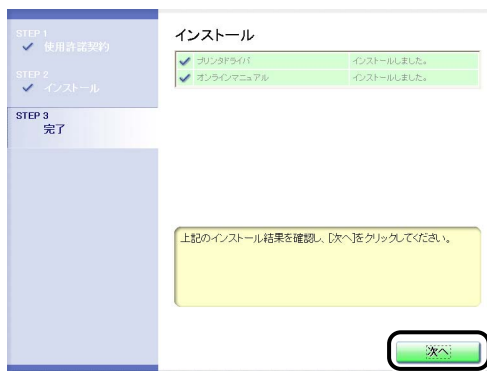 STEP 1
使用許諾契約
STEP 2
インストール
STEP 3
完了
インストール
プリンタドライバ インストールしました。
オンラインマニュアル インストールしました。
上記のインストール結果を確認し、[次へ]をクリックしてください。
次へ